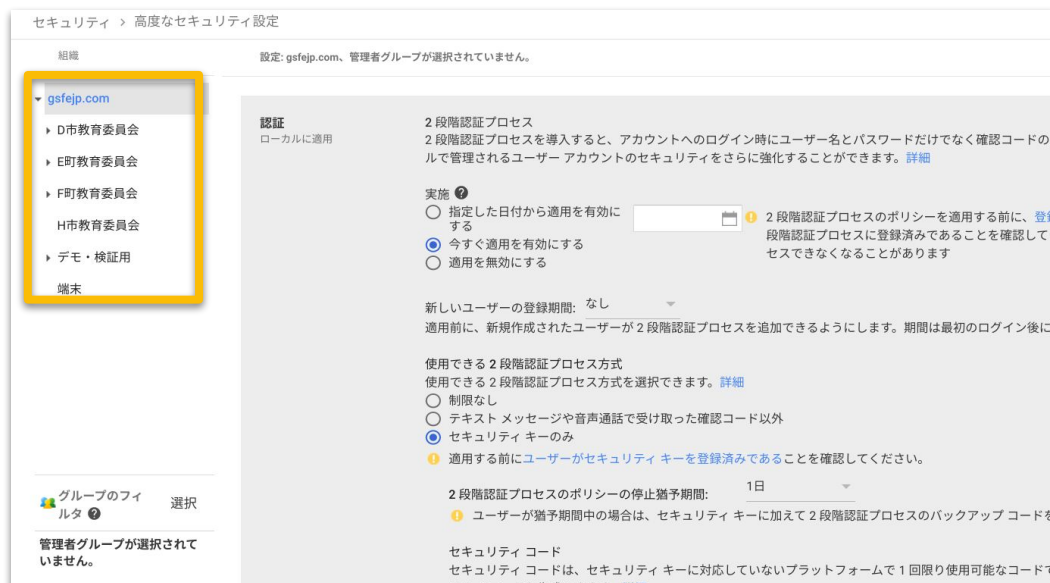 セキュリティ > 高度なセキュリティ設定
組織
設定: gsfejp.com、管理者グループが選択されていません。
gsfejp.com
D市教育委員会
E町教育委員会
F町教育委員会
H市教育委員会
デモ・検証用
端末
グループのフィ
ルタ
選択
管理者グループが選択されて
いません。
認証
ローカルに適用
2 段階認証プロセス
2 段階認証プロセスを導入すると、アカウントへのログイン時にユーザー名とパスワードだけでなく確認コードの
ルで管理されるユーザー アカウントのセキュリティをさらに強化することができます。詳細
実施
指定した日付から適用を有効に
する
今すぐ適用を有効にする
適用を無効にする
2 段階認証プロセスのポリシーを適用する前に、登
段階認証プロセスに登録済みであることを確認して
セスできなくなることがあります
新しいユーザーの登録期間: なし
適用前に、新規作成されたユーザーが 2 段階認証プロセスを追加できるようにします。期間は最初のログイン後に
使用できる 2 段階認証プロセス方式
使用できる 2 段階認証プロセス方式を選択できます。詳細
制限なし
テキスト メッセージや音声通話で受け取った確認コード以外
セキュリティ キーのみ
適用する前にユーザーがセキュリティ キーを登録済みであることを確認してください。
2 段階認証プロセスのポリシーの停止猶予期間: 1日
ユーザーが猶予期間中の場合は、セキュリティ キーに加えて 2 段階認証プロセスのバックアップ コードを
セキュリティ コード
セキュリティ コードは、セキュリティ キーに対応していないプラットフォームで 1 回限り使用可能なコードで